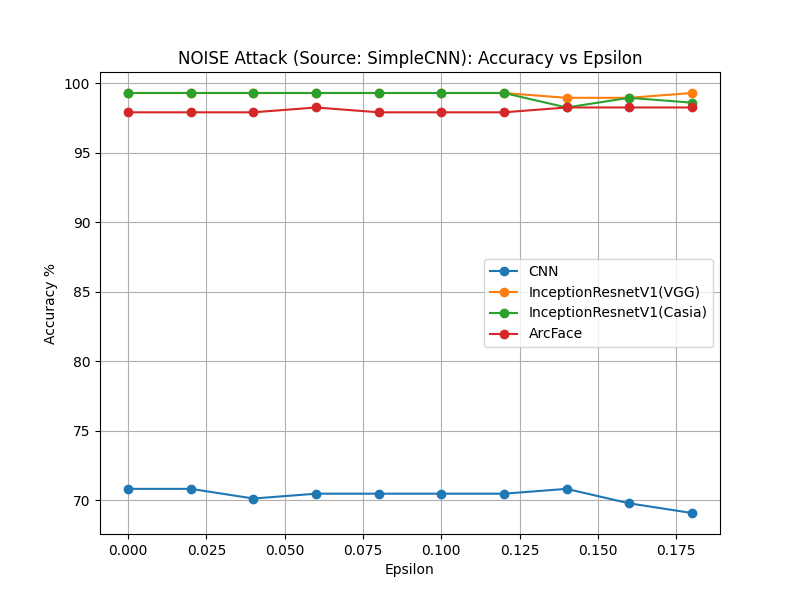 NOISE Attack (Source: SimpleCNN): Accuracy vs Epsilon
100
95
90
85
80
75
70
Accuracy %
CNN
InceptionResnetV1(VGG)
InceptionResnetV1(Casia)
ArcFace
0.000 0.025 0.050 0.075 0.100 0.125 0.150 0.175
Epsilon